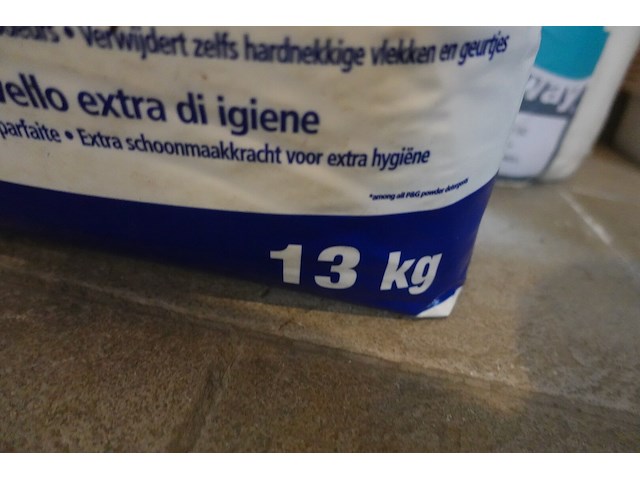 • Verwijdert zelfs hardnekkige vlekken en geurtjes
extra di igiene
parfaite • Extra schoonmaakkracht voor extra hygiëne
*among all P&G powder detergents
13 kg